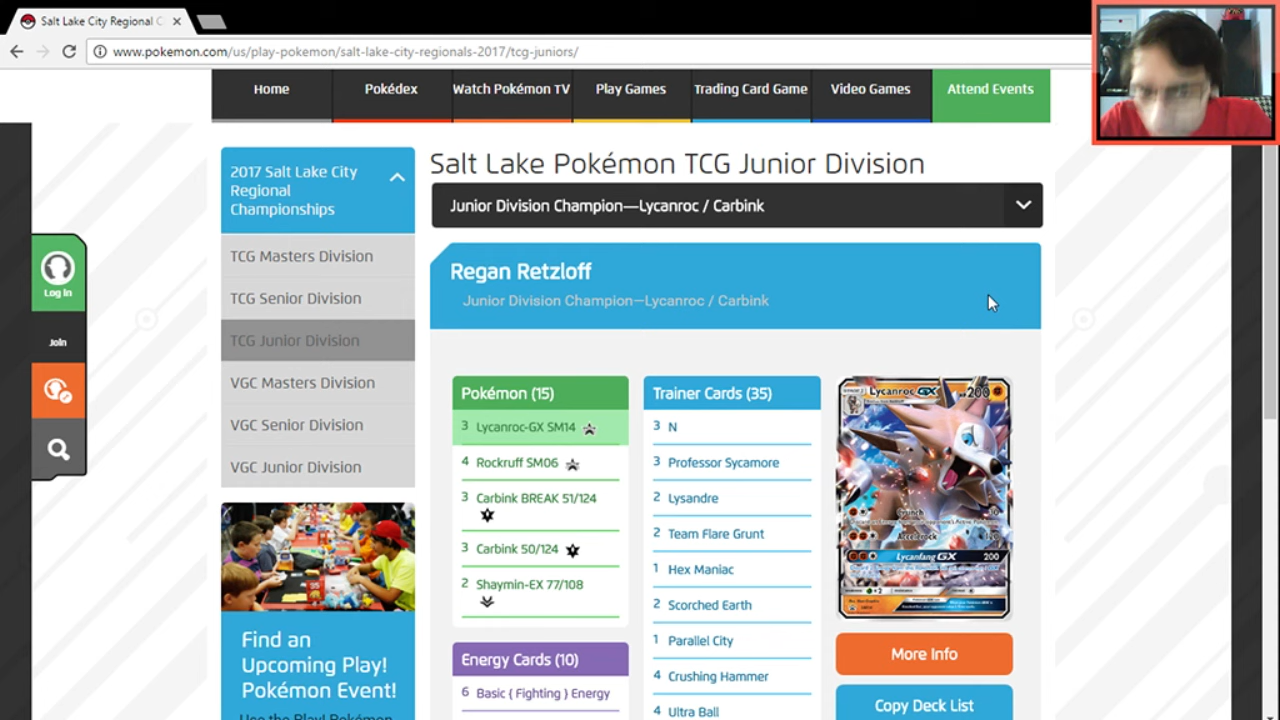 Salt Lake City Regional C
www.pokemon.com/us/play-pokemon/salt-lake-city-regionals-2017/tcg-juniors/
Home
Pokédex
Watch Pokémon TV
Play Games
Trading Card Game
Video Games
Attend Events
2017 Salt Lake City
Regional
Championships
TCG Masters Division
TCG Senior Division
TCG Junior Division
VGC Masters Division
VGC Senior Division
VGC Junior Division
Log In
Join
Find an
Upcoming Play!
Pokémon Event!
Use the Play! Pokémon
Salt Lake Pokémon TCG Junior Division
Junior Division Champion—Lycanroc / Carbink
Regan Retzloff
Junior Division Champion—Lycanroc / Carbink
Pokémon (15)
3 Lycanroc-GX SM14
4 Rockruff SM06
3 Carbink BREAK 51/124
3 Carbink 50/124
2 Shaymin-EX 77/108
Energy Cards (10)
6 Basic { Fighting } Energy
Trainer Cards (35)
3 N
3 Professor Sycamore
2 Lysandre
2 Team Flare Grunt
1 Hex Maniac
2 Scorched Earth
1 Parallel City
4 Crushing Hammer
4 Ultra Ball
Lycanroc GX 200
Accelerock 120
Lycanfang GX 200
More Info
Copy Deck List